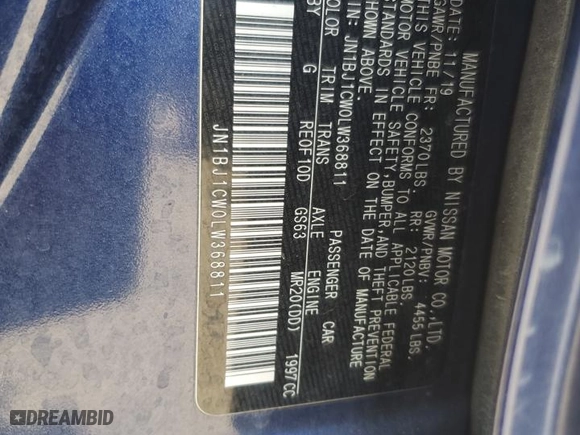 MANUFACTURED BY NISSAN MOTOR CO.,LTD.
DATE: 11/19 GVWR/PNBV: 4455LBS.
GAWR/PNBE FR: 2370LBS. RR: 2120LBS.
THIS VEHICLE CONFORMS TO ALL APPLICABLE FEDERAL
MOTOR VEHICLE SAFETY, BUMPER, AND THEFT PREVENTION
STANDARDS IN EFFECT ON THE DATE OF MANUFACTURE
SHOWN ABOVE.
VIN: JN1BJ1CW0LW368811 PASSENGER CAR
COLOR TRIM TRANS AXLE ENGINE
RBY G RE0F10D GS63 MR20(DD) 1997CC
JN1BJ1CW0LW368811
DREAMBID